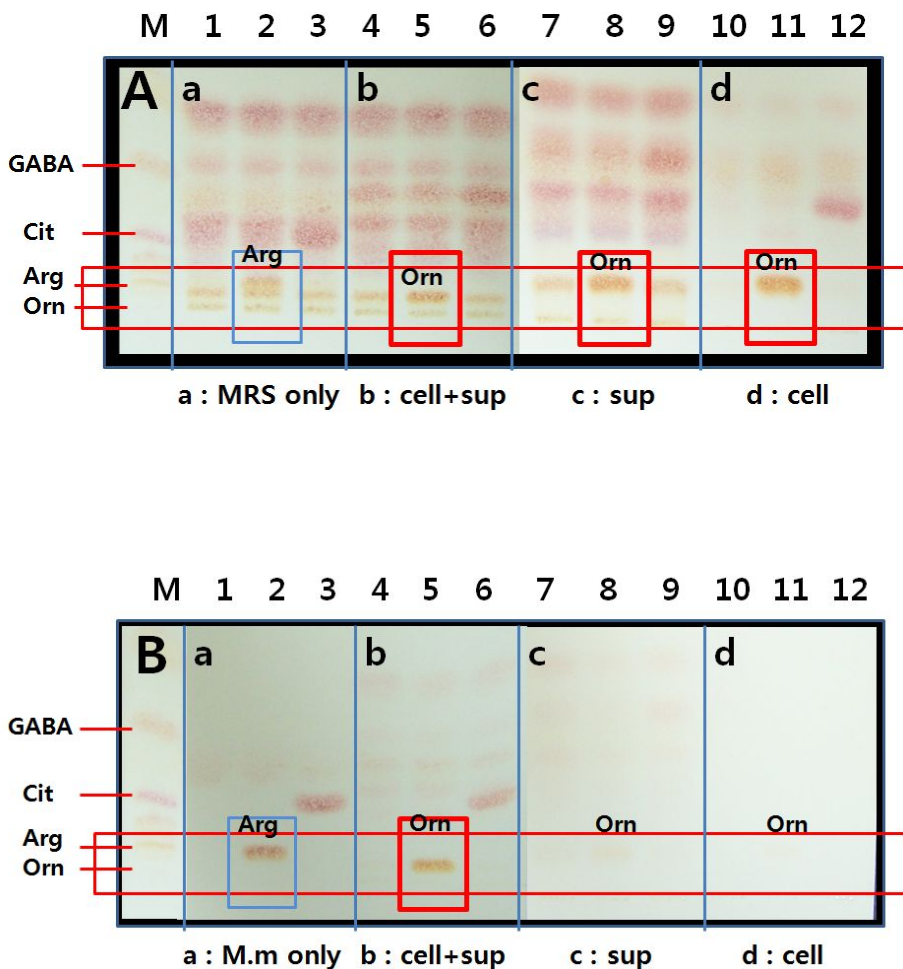 M 1 2 3 4 5 6 7 8 9 10 11 12
A a b c d
GABA
Cit
Arg Orn Orn
Arg Orn
Orn
a : MRS only b : cell+sup c : sup d : cell
M 1 2 3 4 5 6 7 8 9 10 11 12
B a b c d
GABA
Cit
Arg Orn Orn Orn
Arg
Orn
a : M.m only b : cell+sup c : sup d : cell